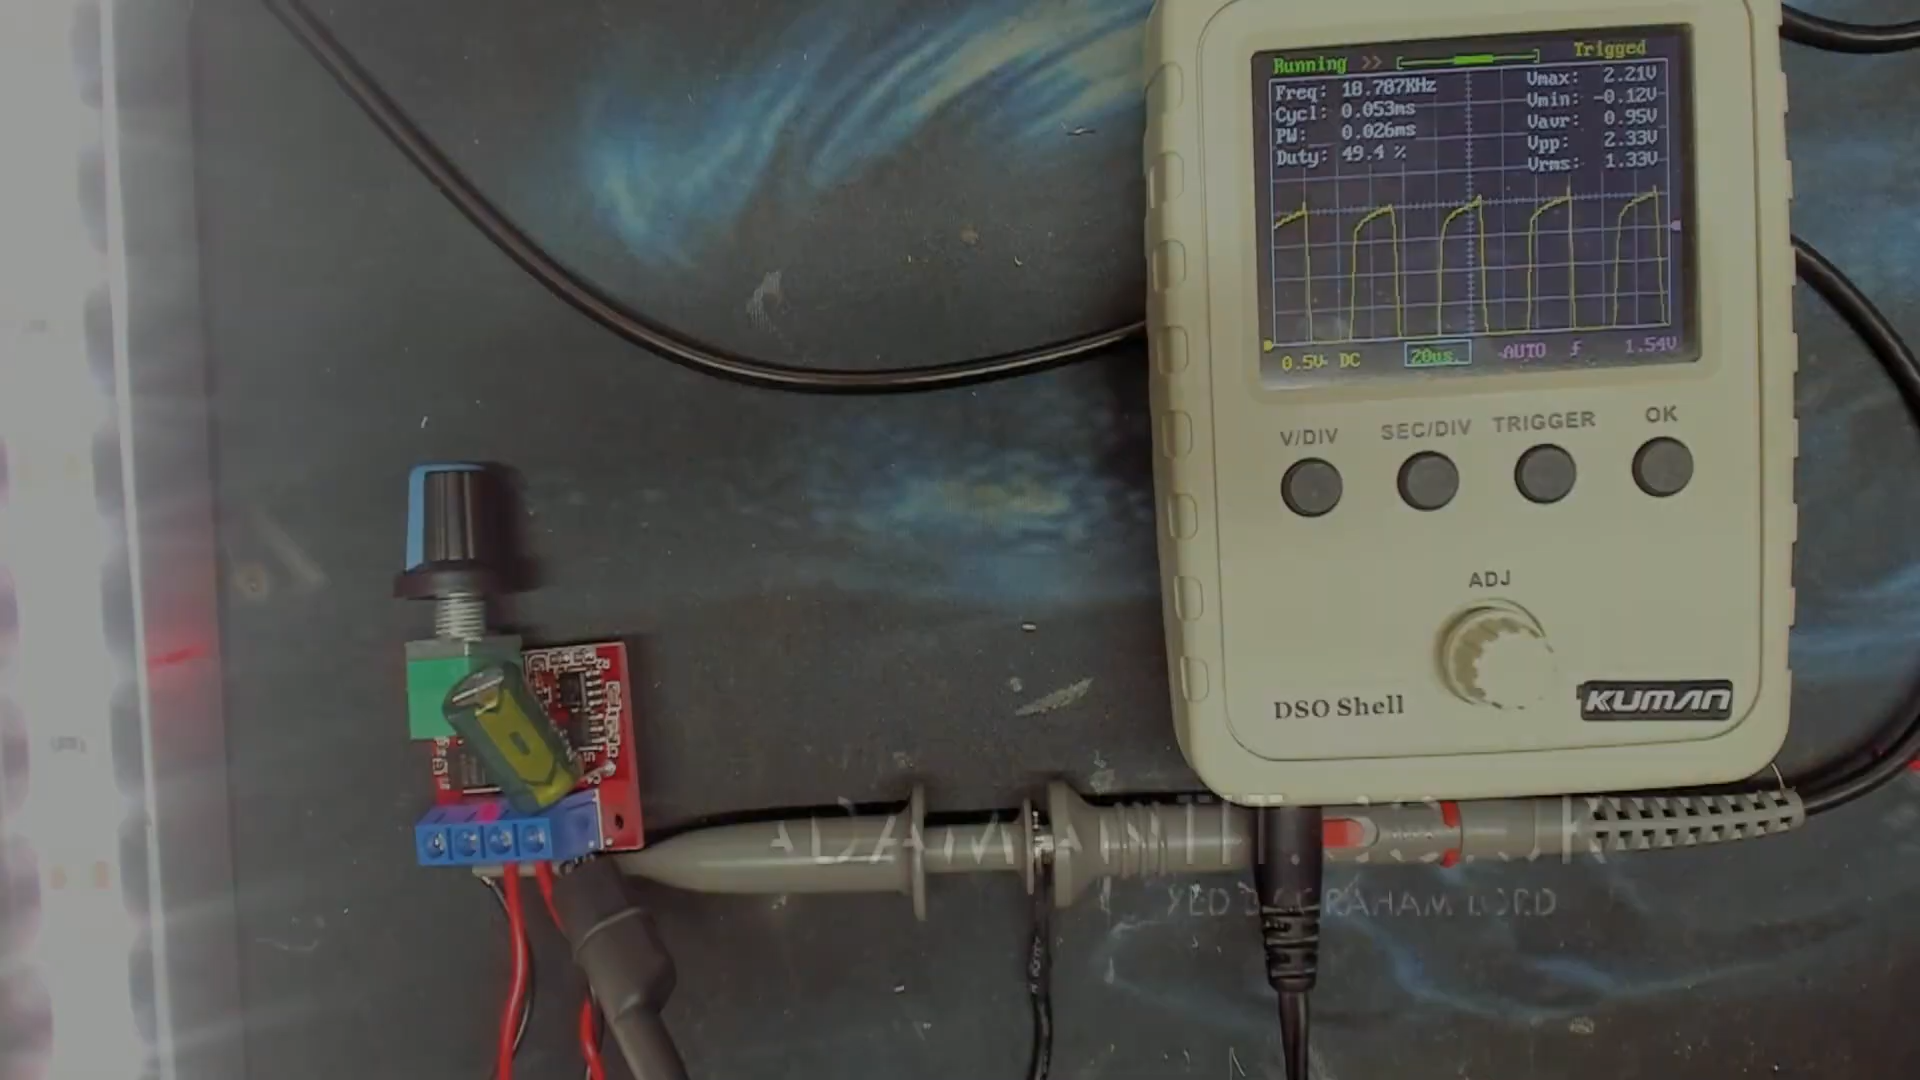 Running >> Trigged
Freq: 18.787KHz
Cycl: 0.053ms
PW: 0.026ms
Duty: 49.4 %
Vmax: 2.21V
Vmin: -0.12V
Vavr: 0.95V
Vpp: 2.33V
Vrms: 1.33V
0.5V DC 20us AUTO 1.54V
V/DIV SEC/DIV TRIGGER OK
ADJ
DSO Shell KUMAN